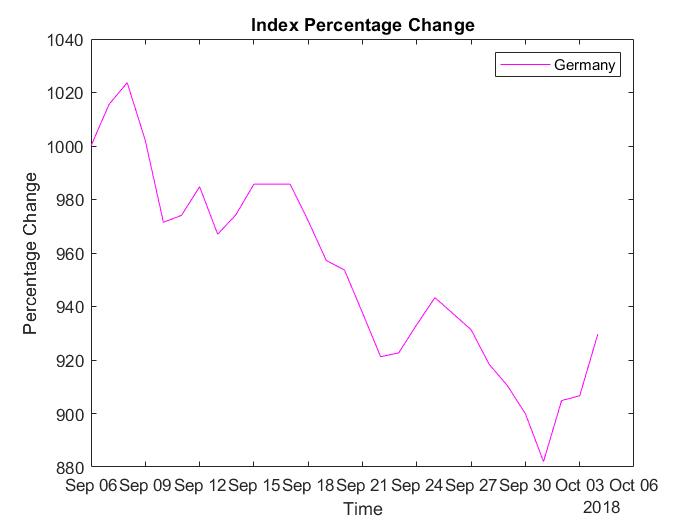 Index Percentage Change
1040
1020
1000
980
960
940
920
900
880
Percentage Change
Germany
Sep 06 Sep 09 Sep 12 Sep 15 Sep 18 Sep 21 Sep 24 Sep 27 Sep 30 Oct 03 Oct 06
Time
2018